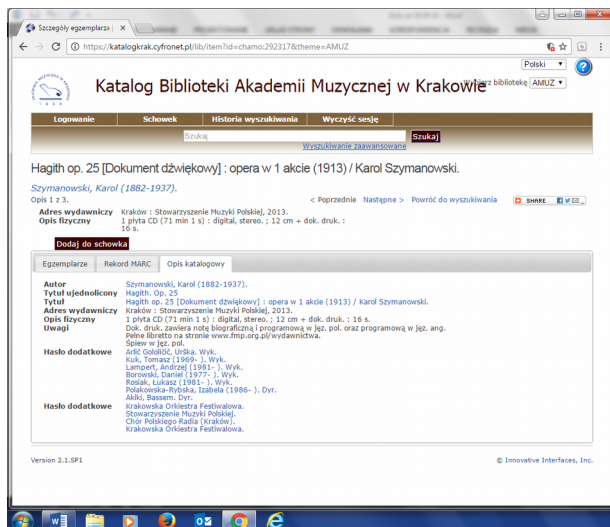 Szczegóły egzemplarza |
https://katalogkrak.cyfronet.pl/lib/item?id=chamo:292317&theme=AMUZ
Polski
Katalog Biblioteki Akademii Muzycznej w Krakowie
Wybierz bibliotekę AMUZ
Logowanie Schowek Historia wyszukiwania Wyczyść sesję
Szukaj Szukaj
Wyszukiwanie zaawansowane
Hagith op. 25 [Dokument dźwiękowy] : opera w 1 akcie (1913) / Karol Szymanowski.
Szymanowski, Karol (1882-1937).
Opis 1 z 3. < Poprzednie Następne > Powróć do wyszukiwania SHARE
Adres wydawniczy Kraków : Stowarzyszenie Muzyki Polskiej, 2013.
Opis fizyczny 1 płyta CD (71 min 1 s) : digital, stereo. ; 12 cm + dok. druk. :
16 s.
Dodaj do schowka
Egzemplarze Rekord MARC Opis katalogowy
Autor Szymanowski, Karol (1882-1937).
Tytuł ujednolicony Hagith. Op. 25
Tytuł Hagith op. 25 [Dokument dźwiękowy] : opera w 1 akcie (1913) / Karol Szymanowski.
Adres wydawniczy Kraków : Stowarzyszenie Muzyki Polskiej, 2013.
Opis fizyczny 1 płyta CD (71 min 1 s) : digital, stereo. ; 12 cm + dok. druk. : 16 s.
Uwagi Dok. druk. zawiera notę biograficzną i programową w jęz. pol. oraz programową w jęz. ang.
Pełne libretto na stronie www.fmp.org.pl/wydawnictwa.
Śpiew w jęz. pol.
Hasło dodatkowe Arlič Gololičič, Urška. Wyk.
Kuk, Tomasz (1969- ). Wyk.
Lampert, Andrzej (1981- ). Wyk.
Borowski, Daniel (1977- ). Wyk.
Rosiak, Łukasz (1981- ). Wyk.
Polakowska-Rybska, Izabela (1986- ). Dyr.
Akiki, Bassem. Dyr.
Hasło dodatkowe Krakowska Orkiestra Festiwalowa.
Stowarzyszenie Muzyki Polskiej.
Chór Polskiego Radia (Kraków).
Krakowska Orkiestra Festiwalowa.
Version 2.1.SP1 © Innovative Interfaces, Inc.